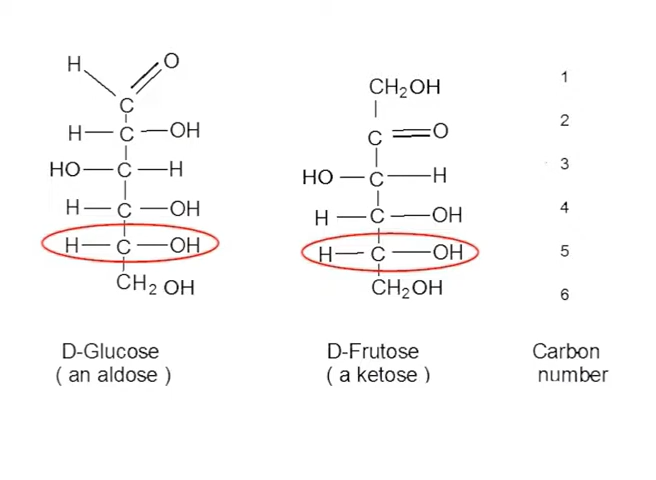 H O
C
H C OH
HO C H
H C OH
H C OH
CH2 OH
D-Glucose
( an aldose )
CH2OH
C O
HO C H
H C OH
H C OH
CH2OH
D-Frutose
( a ketose )
1
2
3
4
5
6
Carbon
number